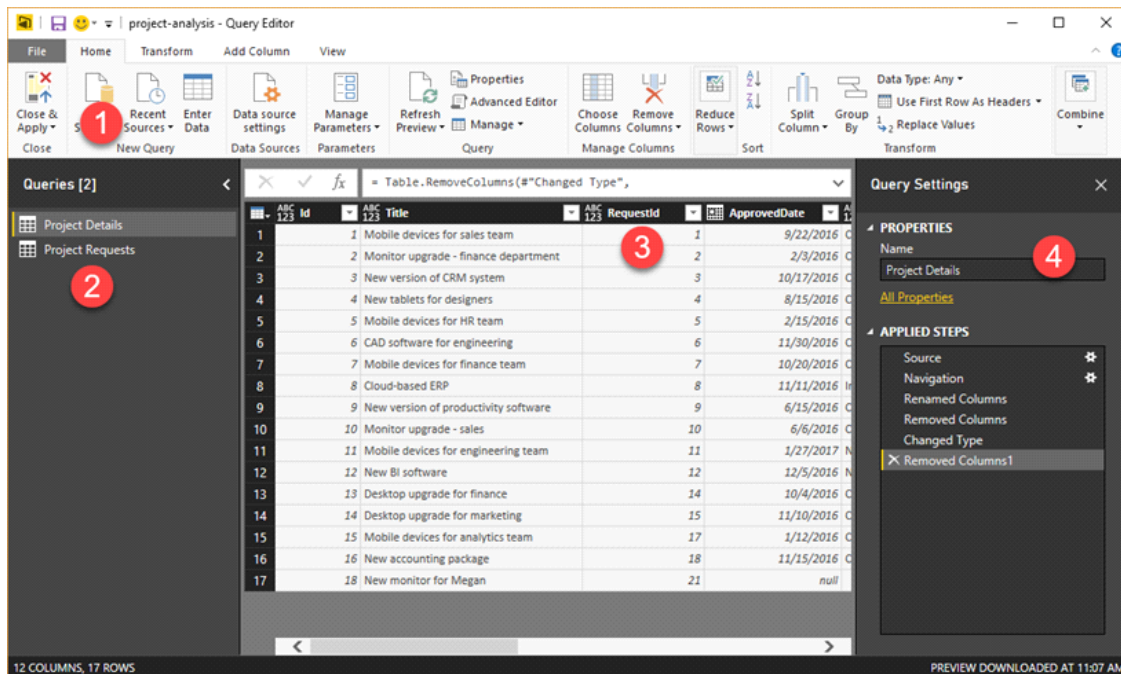 project-analysis - Query Editor
File Home Transform Add Column View
Close & Apply
Recent Sources
Enter Data
Data source settings
Manage Parameters
Refresh Preview
Properties
Advanced Editor
Manage
Choose Columns
Remove Columns
Reduce Rows
Split Column
Group By
Data Type: Any
Use First Row As Headers
Replace Values
Combine
Close New Query Data Sources Parameters Query Manage Columns Sort Transform
1
Queries [2]
Project Details
Project Requests
2
fx = Table.RemoveColumns(#"Changed Type",
ABC 123 Id ABC 123 Title ABC 123 RequestId ApprovedDate
1 1 Mobile devices for sales team 1 9/22/2016
2 2 Monitor upgrade - finance department 2 2/3/2016
3 3 New version of CRM system 3 10/17/2016
4 4 New tablets for designers 4 8/15/2016
5 5 Mobile devices for HR team 5 2/15/2016
6 6 CAD software for engineering 6 11/30/2016
7 7 Mobile devices for finance team 7 10/20/2016
8 8 Cloud-based ERP 8 11/11/2016
9 9 New version of productivity software 9 6/15/2016
10 10 Monitor upgrade - sales 10 6/6/2016
11 11 Mobile devices for engineering team 11 1/27/2017
12 12 New BI software 12 12/5/2016
13 13 Desktop upgrade for finance 14 10/4/2016
14 14 Desktop upgrade for marketing 15 11/10/2016
15 15 Mobile devices for analytics team 17 1/12/2016
16 16 New accounting package 18 11/15/2016
17 18 New monitor for Megan 21 null
3
Query Settings
PROPERTIES
Name
Project Details
4
All Properties
APPLIED STEPS
Source
Navigation
Renamed Columns
Removed Columns
Changed Type
Removed Columns1
12 COLUMNS, 17 ROWS
PREVIEW DOWNLOADED AT 11:07 AM